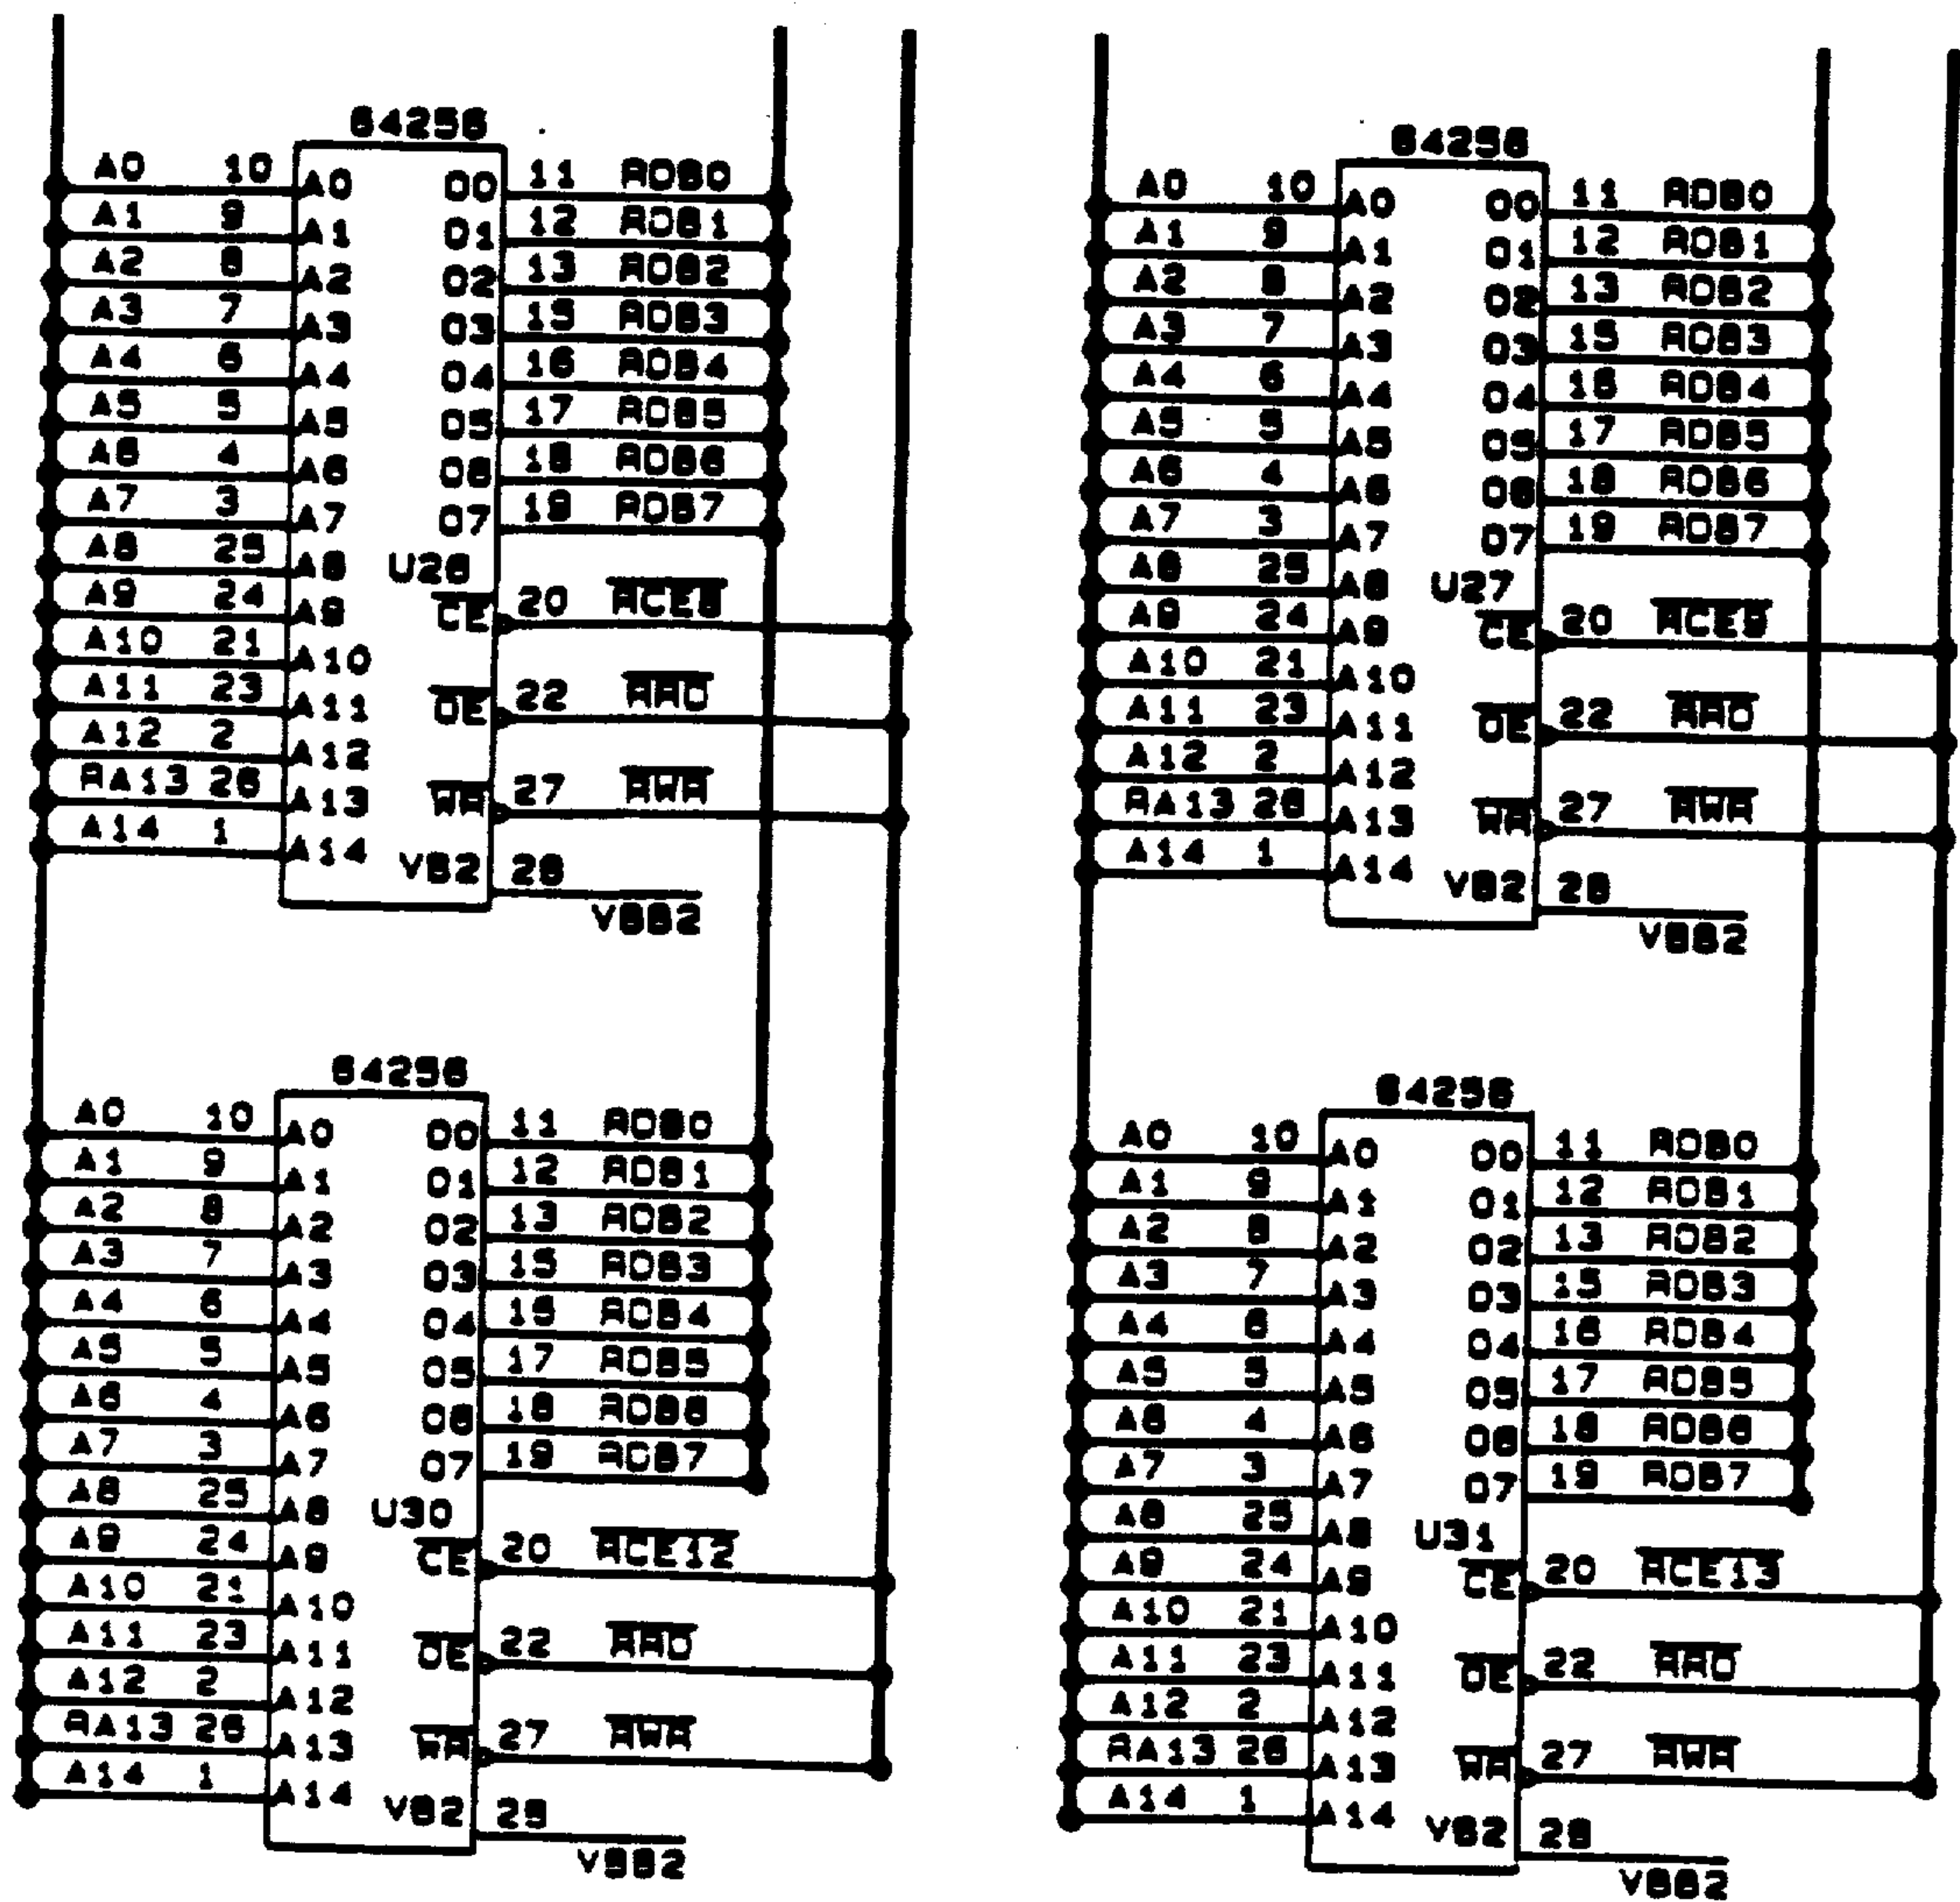 64256
A0 10 A0 O0 11 RDB0
A1 9 A1 O1 12 RDB1
A2 8 A2 O2 13 RDB2
A3 7 A3 O3 15 RDB3
A4 6 A4 O4 16 RDB4
A5 5 A5 O5 17 RDB5
A6 4 A6 O6 18 RDB6
A7 3 A7 O7 19 RDB7
A8 25 A8 U26
A9 24 A9 CE 20 RCE8
A10 21 A10
A11 23 A11 OE 22 RRD
A12 2 A12
RA13 26 A13 WR 27 RWR
A14 1 A14 VB2 28
VBB2
64256
A0 10 A0 O0 11 RDB0
A1 9 A1 O1 12 RDB1
A2 8 A2 O2 13 RDB2
A3 7 A3 O3 15 RDB3
A4 6 A4 O4 16 RDB4
A5 5 A5 O5 17 RDB5
A6 4 A6 O6 18 RDB6
A7 3 A7 O7 19 RDB7
A8 25 A8 U27
A9 24 A9 CE 20 RCE9
A10 21 A10
A11 23 A11 OE 22 RRD
A12 2 A12
RA13 26 A13 WR 27 RWR
A14 1 A14 VB2 28
VBB2
64256
A0 10 A0 O0 11 RDB0
A1 9 A1 O1 12 RDB1
A2 8 A2 O2 13 RDB2
A3 7 A3 O3 15 RDB3
A4 6 A4 O4 16 RDB4
A5 5 A5 O5 17 RDB5
A6 4 A6 O6 18 RDB6
A7 3 A7 O7 19 RDB7
A8 25 A8 U30
A9 24 A9 CE 20 RCE12
A10 21 A10
A11 23 A11 OE 22 RRD
A12 2 A12
RA13 26 A13 WR 27 RWR
A14 1 A14 VB2 28
VBB2
64256
A0 10 A0 O0 11 RDB0
A1 9 A1 O1 12 RDB1
A2 8 A2 O2 13 RDB2
A3 7 A3 O3 15 RDB3
A4 6 A4 O4 16 RDB4
A5 5 A5 O5 17 RDB5
A6 4 A6 O6 18 RDB6
A7 3 A7 O7 19 RDB7
A8 25 A8 U31
A9 24 A9 CE 20 RCE13
A10 21 A10
A11 23 A11 OE 22 RRD
A12 2 A12
RA13 26 A13 WR 27 RWR
A14 1 A14 VB2 28
VBB2